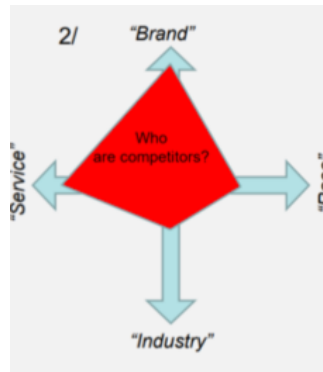 2/
"Brand"
Who
are competitors?
"Service"
"Industry"